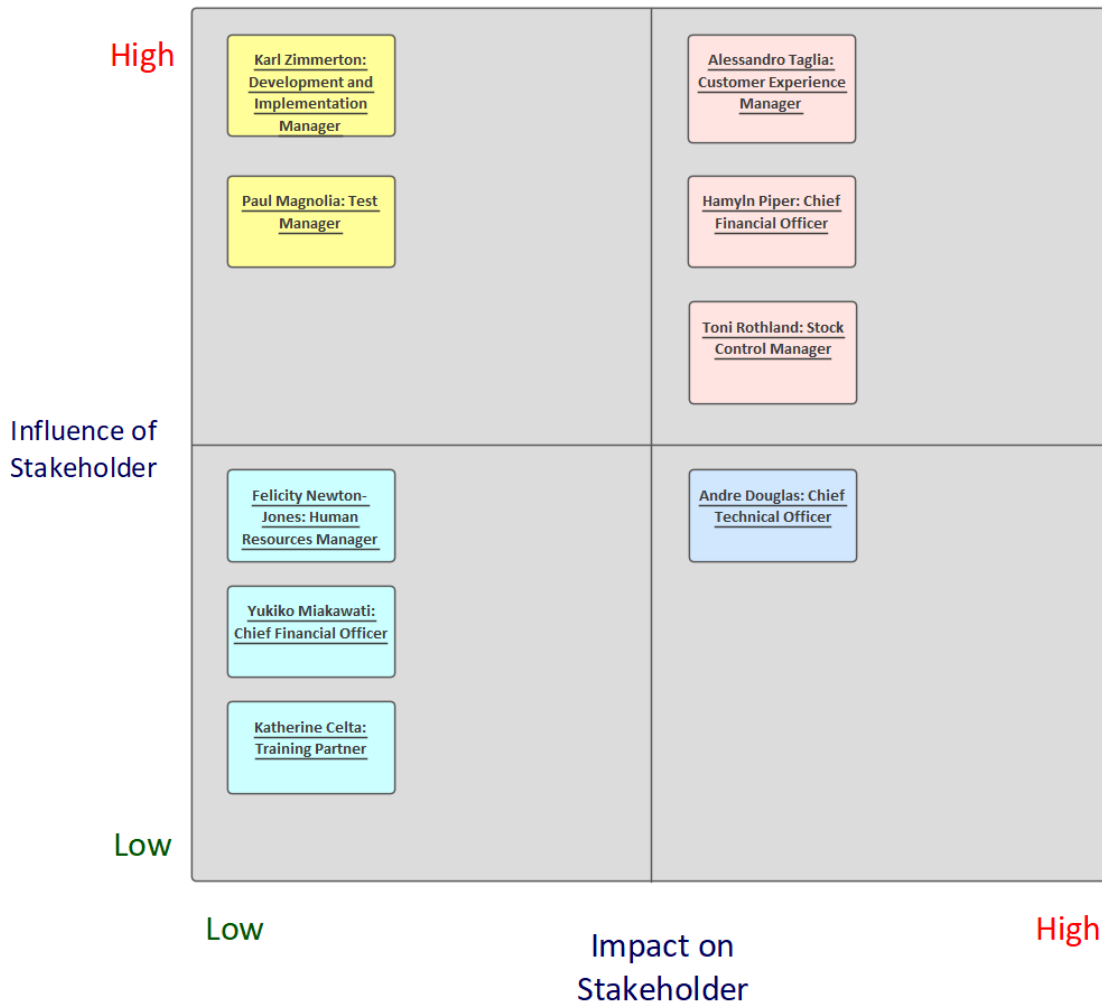 High
Karl Zimmerton:
Development and
Implementation
Manager
Alessandro Taglia:
Customer Experience
Manager
Paul Magnolia: Test
Manager
Hamyln Piper: Chief
Financial Officer
Toni Rothland: Stock
Control Manager
Influence of
Stakeholder
Felicity Newton-
Jones: Human
Resources Manager
Andre Douglas: Chief
Technical Officer
Yukiko Miakawati:
Chief Financial Officer
Katherine Celta:
Training Partner
Low
Low
Impact on
Stakeholder
High